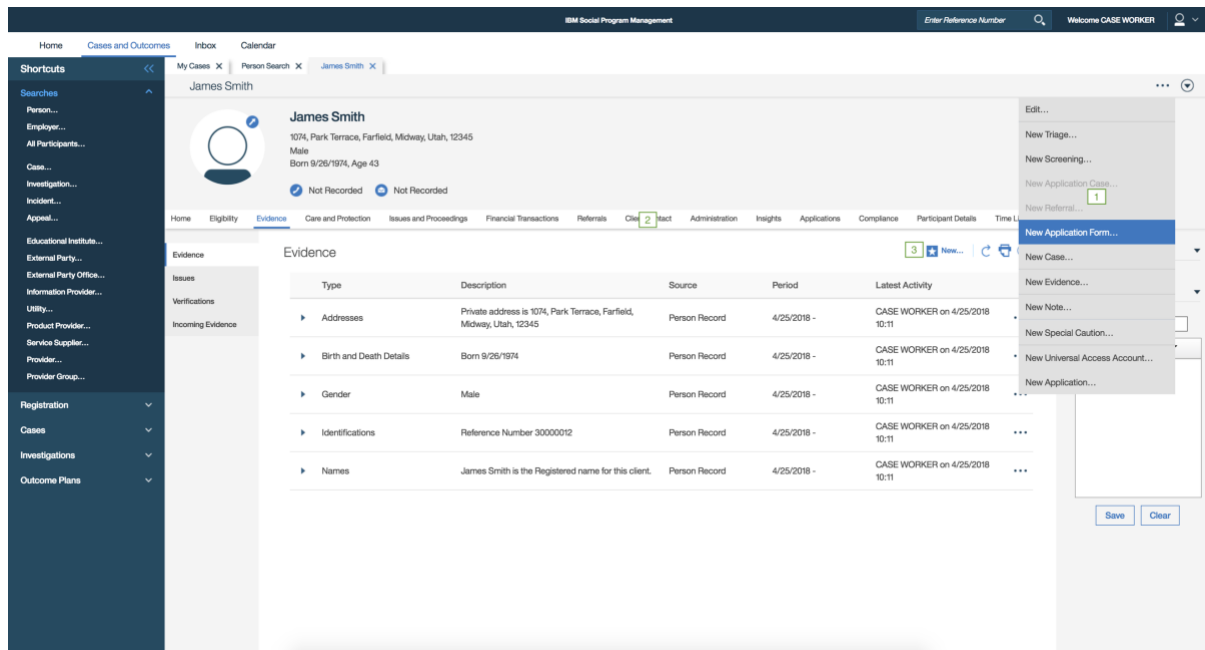 IBM Social Program Management
Enter Reference Number
Welcome CASE WORKER
Home Cases and Outcomes Inbox Calendar
Shortcuts
My Cases X Person Search X James Smith X
James Smith
Searches
Person...
Employer...
All Participants...
Case...
Investigation...
Incident...
Appeal...
Educational Institute...
External Party...
External Party Office...
Information Provider...
Utility...
Product Provider...
Service Supplier...
Provider...
Provider Group...
Registration
Cases
Investigations
Outcome Plans
James Smith
1074, Park Terrace, Farfield, Midway, Utah, 12345
Male
Born 9/26/1974, Age 43
Not Recorded Not Recorded
Edit...
New Triage...
New Screening...
New Application Case...
1
New Referral...
New Application Form...
New Case...
New Evidence...
New Note...
New Special Caution...
New Universal Access Account...
New Application...
Home Eligibility Evidence Care and Protection Issues and Proceedings Financial Transactions Referrals 2 Administration Insights Applications Compliance Participant Details
Evidence
Issues
Verifications
Incoming Evidence
Evidence
3 New...
Type Description Source Period Latest Activity
Addresses Private address is 1074, Park Terrace, Farfield, Person Record 4/25/2018 - CASE WORKER on 4/25/2018
Midway, Utah, 12345 10:11
Birth and Death Details Born 9/26/1974 Person Record 4/25/2018 - CASE WORKER on 4/25/2018
10:11
Gender Male Person Record 4/25/2018 - CASE WORKER on 4/25/2018
10:11
Identifications Reference Number 30000012 Person Record 4/25/2018 - CASE WORKER on 4/25/2018
10:11
Names James Smith is the Registered name for this client. Person Record 4/25/2018 - CASE WORKER on 4/25/2018
10:11
Save Clear